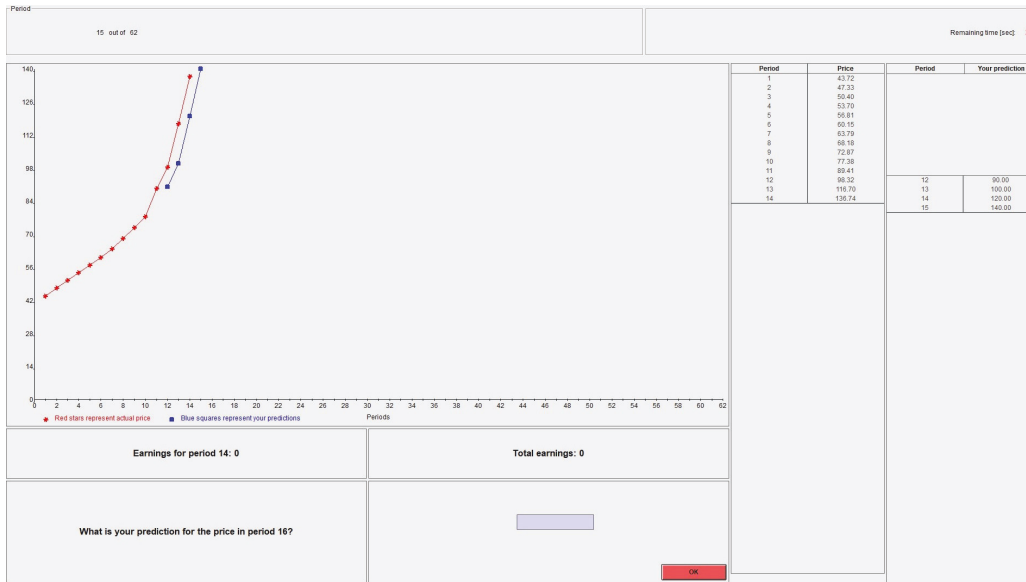 Period
15 out of 62
Remaining time [sec]:
140
126
112
98
84
70
56
42
28
14
0
0 2 4 6 8 10 12 14 16 18 20 22 24 26 28 30 32 34 36 38 40 42 44 46 48 50 52 54 56 58 60 62
Red stars represent actual price
Blue squares represent your predictions
Periods
Period Price
1 43.72
2 47.33
3 50.40
4 53.70
5 56.81
6 60.15
7 63.79
8 68.18
9 72.87
10 77.38
11 89.41
12 98.32
13 116.70
14 136.74
Period Your prediction
12 90.00
13 100.00
14 120.00
15 140.00
Earnings for period 14: 0
Total earnings: 0
What is your prediction for the price in period 16?
OK